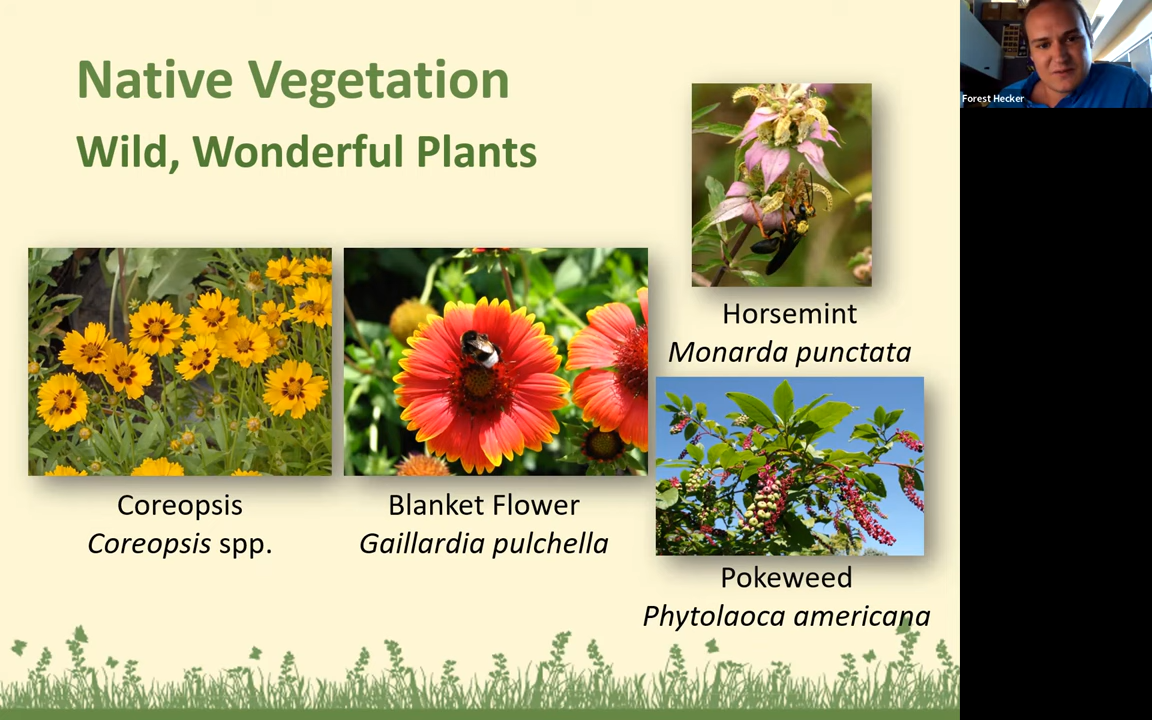 Native Vegetation
Wild, Wonderful Plants
Forest Hecker
Horsemint
Monarda punctata
Coreopsis
Coreopsis spp.
Blanket Flower
Gaillardia pulchella
Pokeweed
Phytolaoca americana